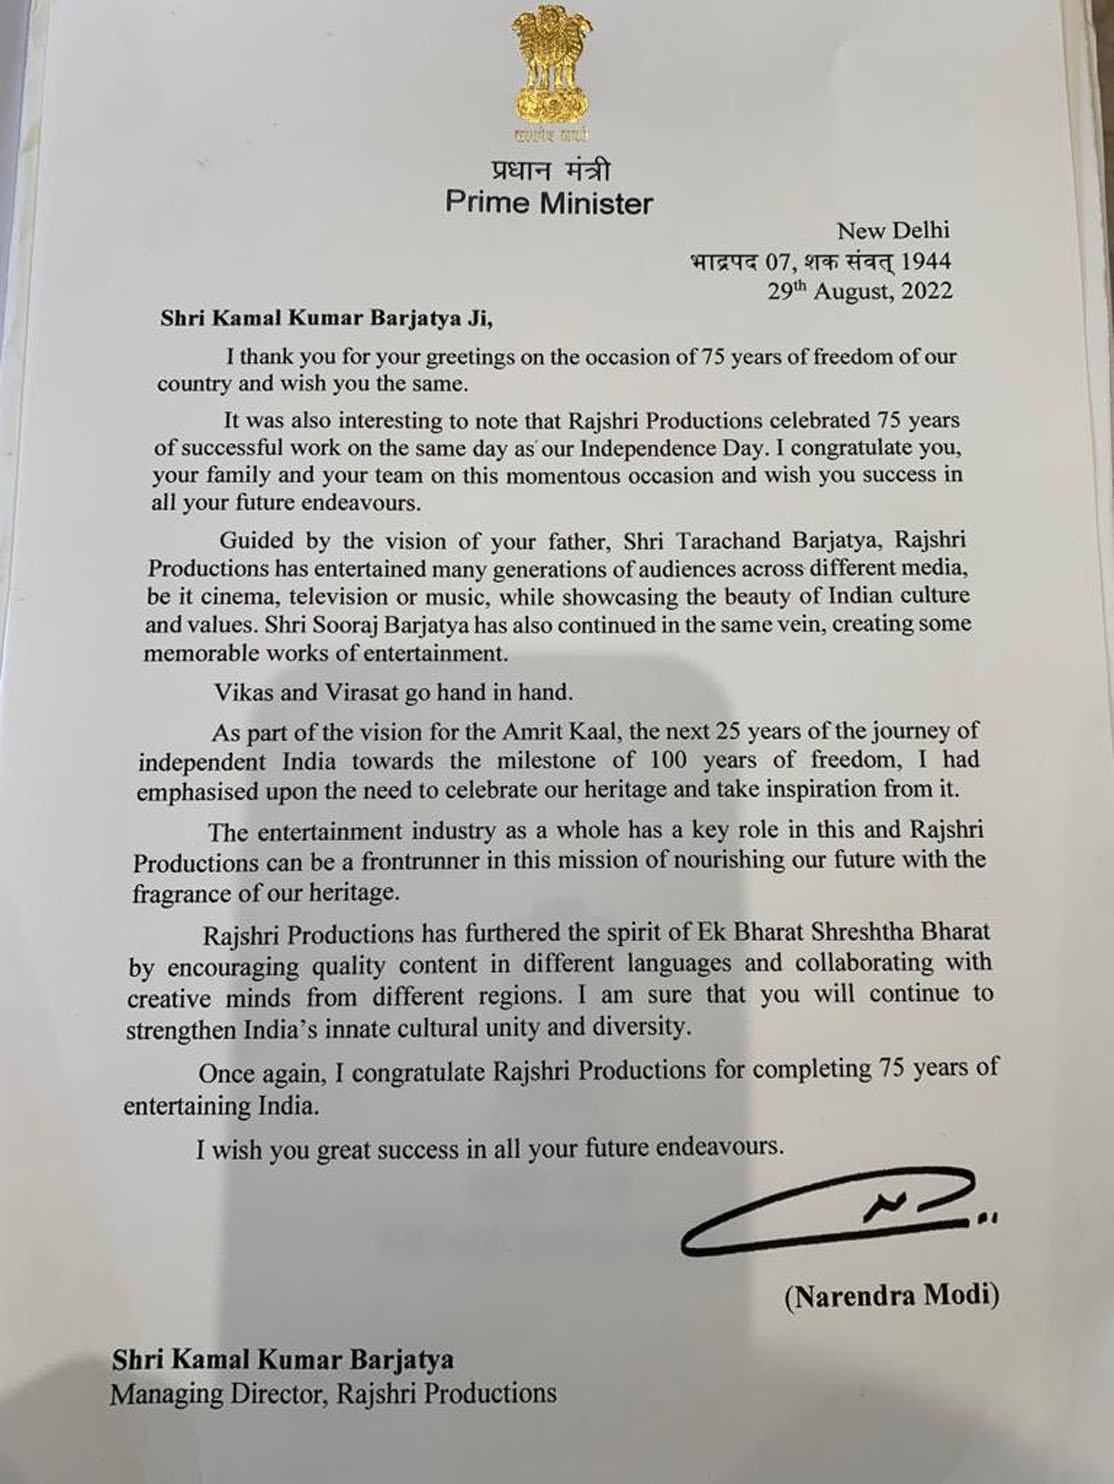 सत्यमेव जयते
प्रधान मंत्री
Prime Minister
New Delhi
भाद्रपद 07, शक संवत् 1944
29th August, 2022
Shri Kamal Kumar Barjatya Ji,
I thank you for your greetings on the occasion of 75 years of freedom of our
country and wish you the same.
It was also interesting to note that Rajshri Productions celebrated 75 years
of successful work on the same day as our Independence Day. I congratulate you,
your family and your team on this momentous occasion and wish you success in
all your future endeavours.
Guided by the vision of your father, Shri Tarachand Barjatya, Rajshri
Productions has entertained many generations of audiences across different media,
be it cinema, television or music, while showcasing the beauty of Indian culture
and values. Shri Sooraj Barjatya has also continued in the same vein, creating some
memorable works of entertainment.
Vikas and Virasat go hand in hand.
As part of the vision for the Amrit Kaal, the next 25 years of the journey of
independent India towards the milestone of 100 years of freedom, I had
emphasised upon the need to celebrate our heritage and take inspiration from it.
The entertainment industry as a whole has a key role in this and Rajshri
Productions can be a frontrunner in this mission of nourishing our future with the
fragrance of our heritage.
Rajshri Productions has furthered the spirit of Ek Bharat Shreshtha Bharat
by encouraging quality content in different languages and collaborating with
creative minds from different regions. I am sure that you will continue to
strengthen India's innate cultural unity and diversity.
Once again, I congratulate Rajshri Productions for completing 75 years of
entertaining India.
I wish you great success in all your future endeavours.
(Narendra Modi)
Shri Kamal Kumar Barjatya
Managing Director, Rajshri Productions